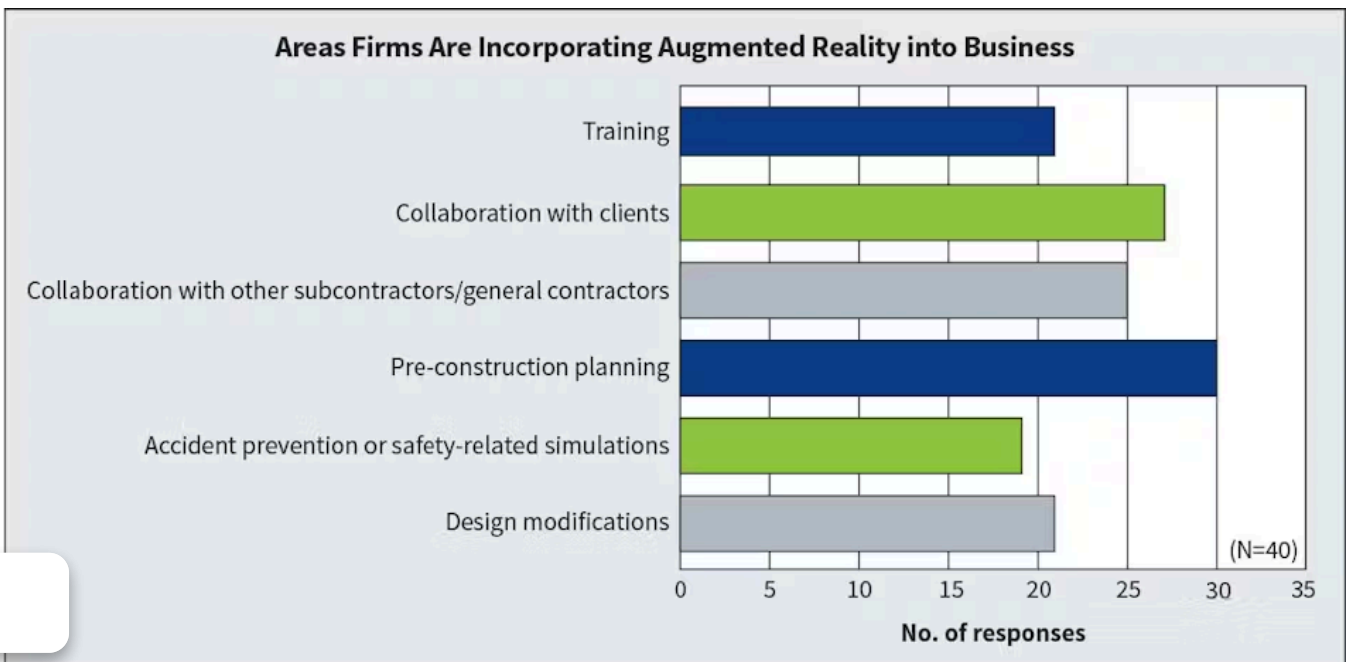 Areas Firms Are Incorporating Augmented Reality into Business
Training
Collaboration with clients
Collaboration with other subcontractors/general contractors
Pre-construction planning
Accident prevention or safety-related simulations
Design modifications
(N=40)
0 5 10 15 20 25 30 35
No. of responses